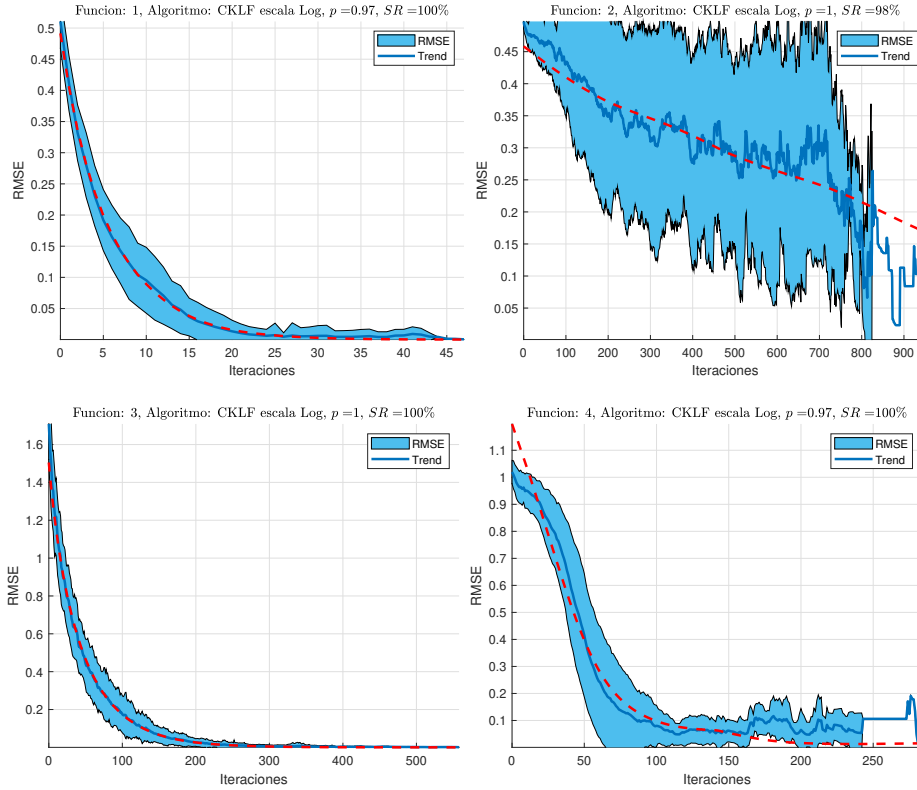 Funcion: 1, Algoritmo: CKLF escala Log, p =0.97, SR =100%
0.5
0.45
0.4
0.35
0.3
0.25
0.2
0.15
0.1
0.05
RMSE
RMSE
Trend
0 5 10 15 20 25 30 35 40 45
Iteraciones
Funcion: 2, Algoritmo: CKLF escala Log, p =1, SR =98%
0.45
0.4
0.35
0.3
0.25
0.2
0.15
0.1
0.05
RMSE
RMSE
Trend
0 100 200 300 400 500 600 700 800 900
Iteraciones
Funcion: 3, Algoritmo: CKLF escala Log, p =1, SR =100%
1.6
1.4
1.2
1
0.8
0.6
0.4
0.2
RMSE
RMSE
Trend
0 100 200 300 400 500
Iteraciones
Funcion: 4, Algoritmo: CKLF escala Log, p =0.97, SR =100%
1.1
1
0.9
0.8
0.7
0.6
0.5
0.4
0.3
0.2
0.1
RMSE
RMSE
Trend
0 50 100 150 200 250
Iteraciones